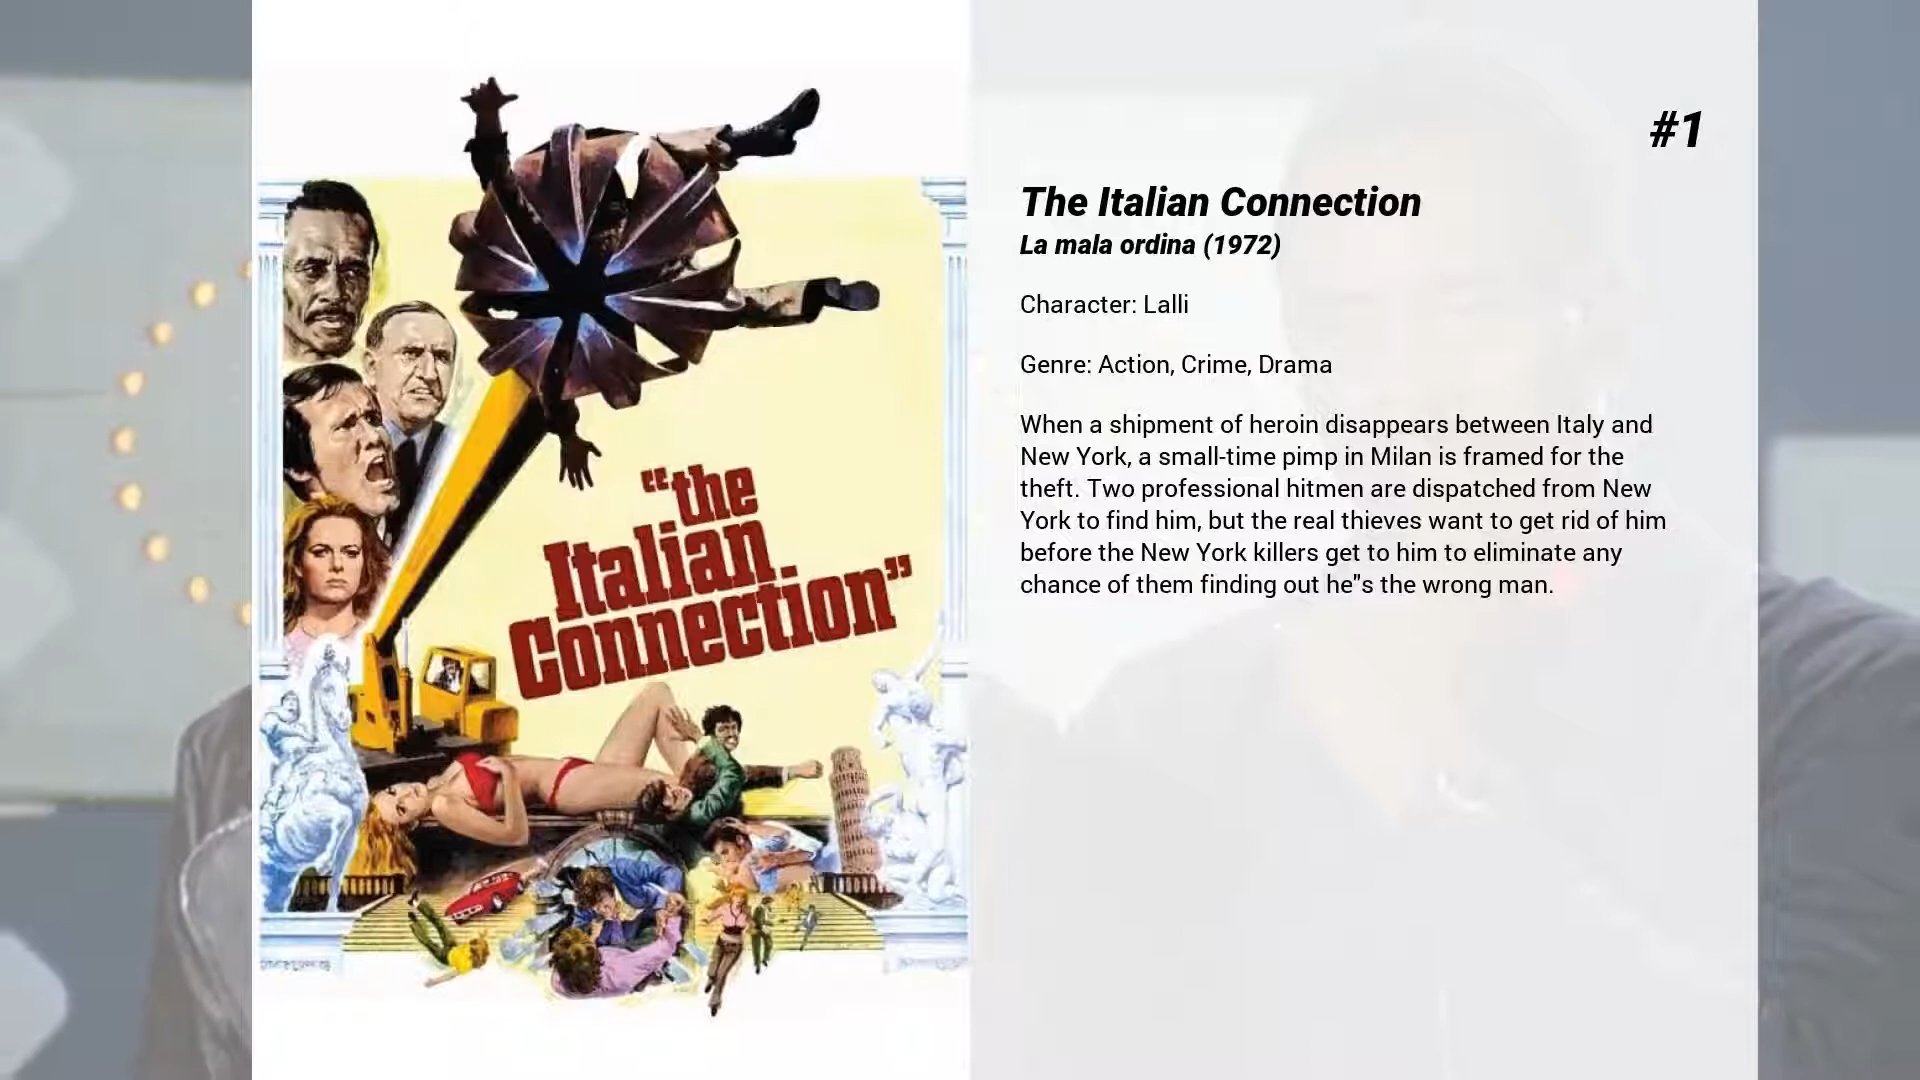 "the
Italian
Connection"
#1
The Italian Connection
La mala ordina (1972)
Character: Lalli
Genre: Action, Crime, Drama
When a shipment of heroin disappears between Italy and
New York, a small-time pimp in Milan is framed for the
theft. Two professional hitmen are dispatched from New
York to find him, but the real thieves want to get rid of him
before the New York killers get to him to eliminate any
chance of them finding out he"s the wrong man.